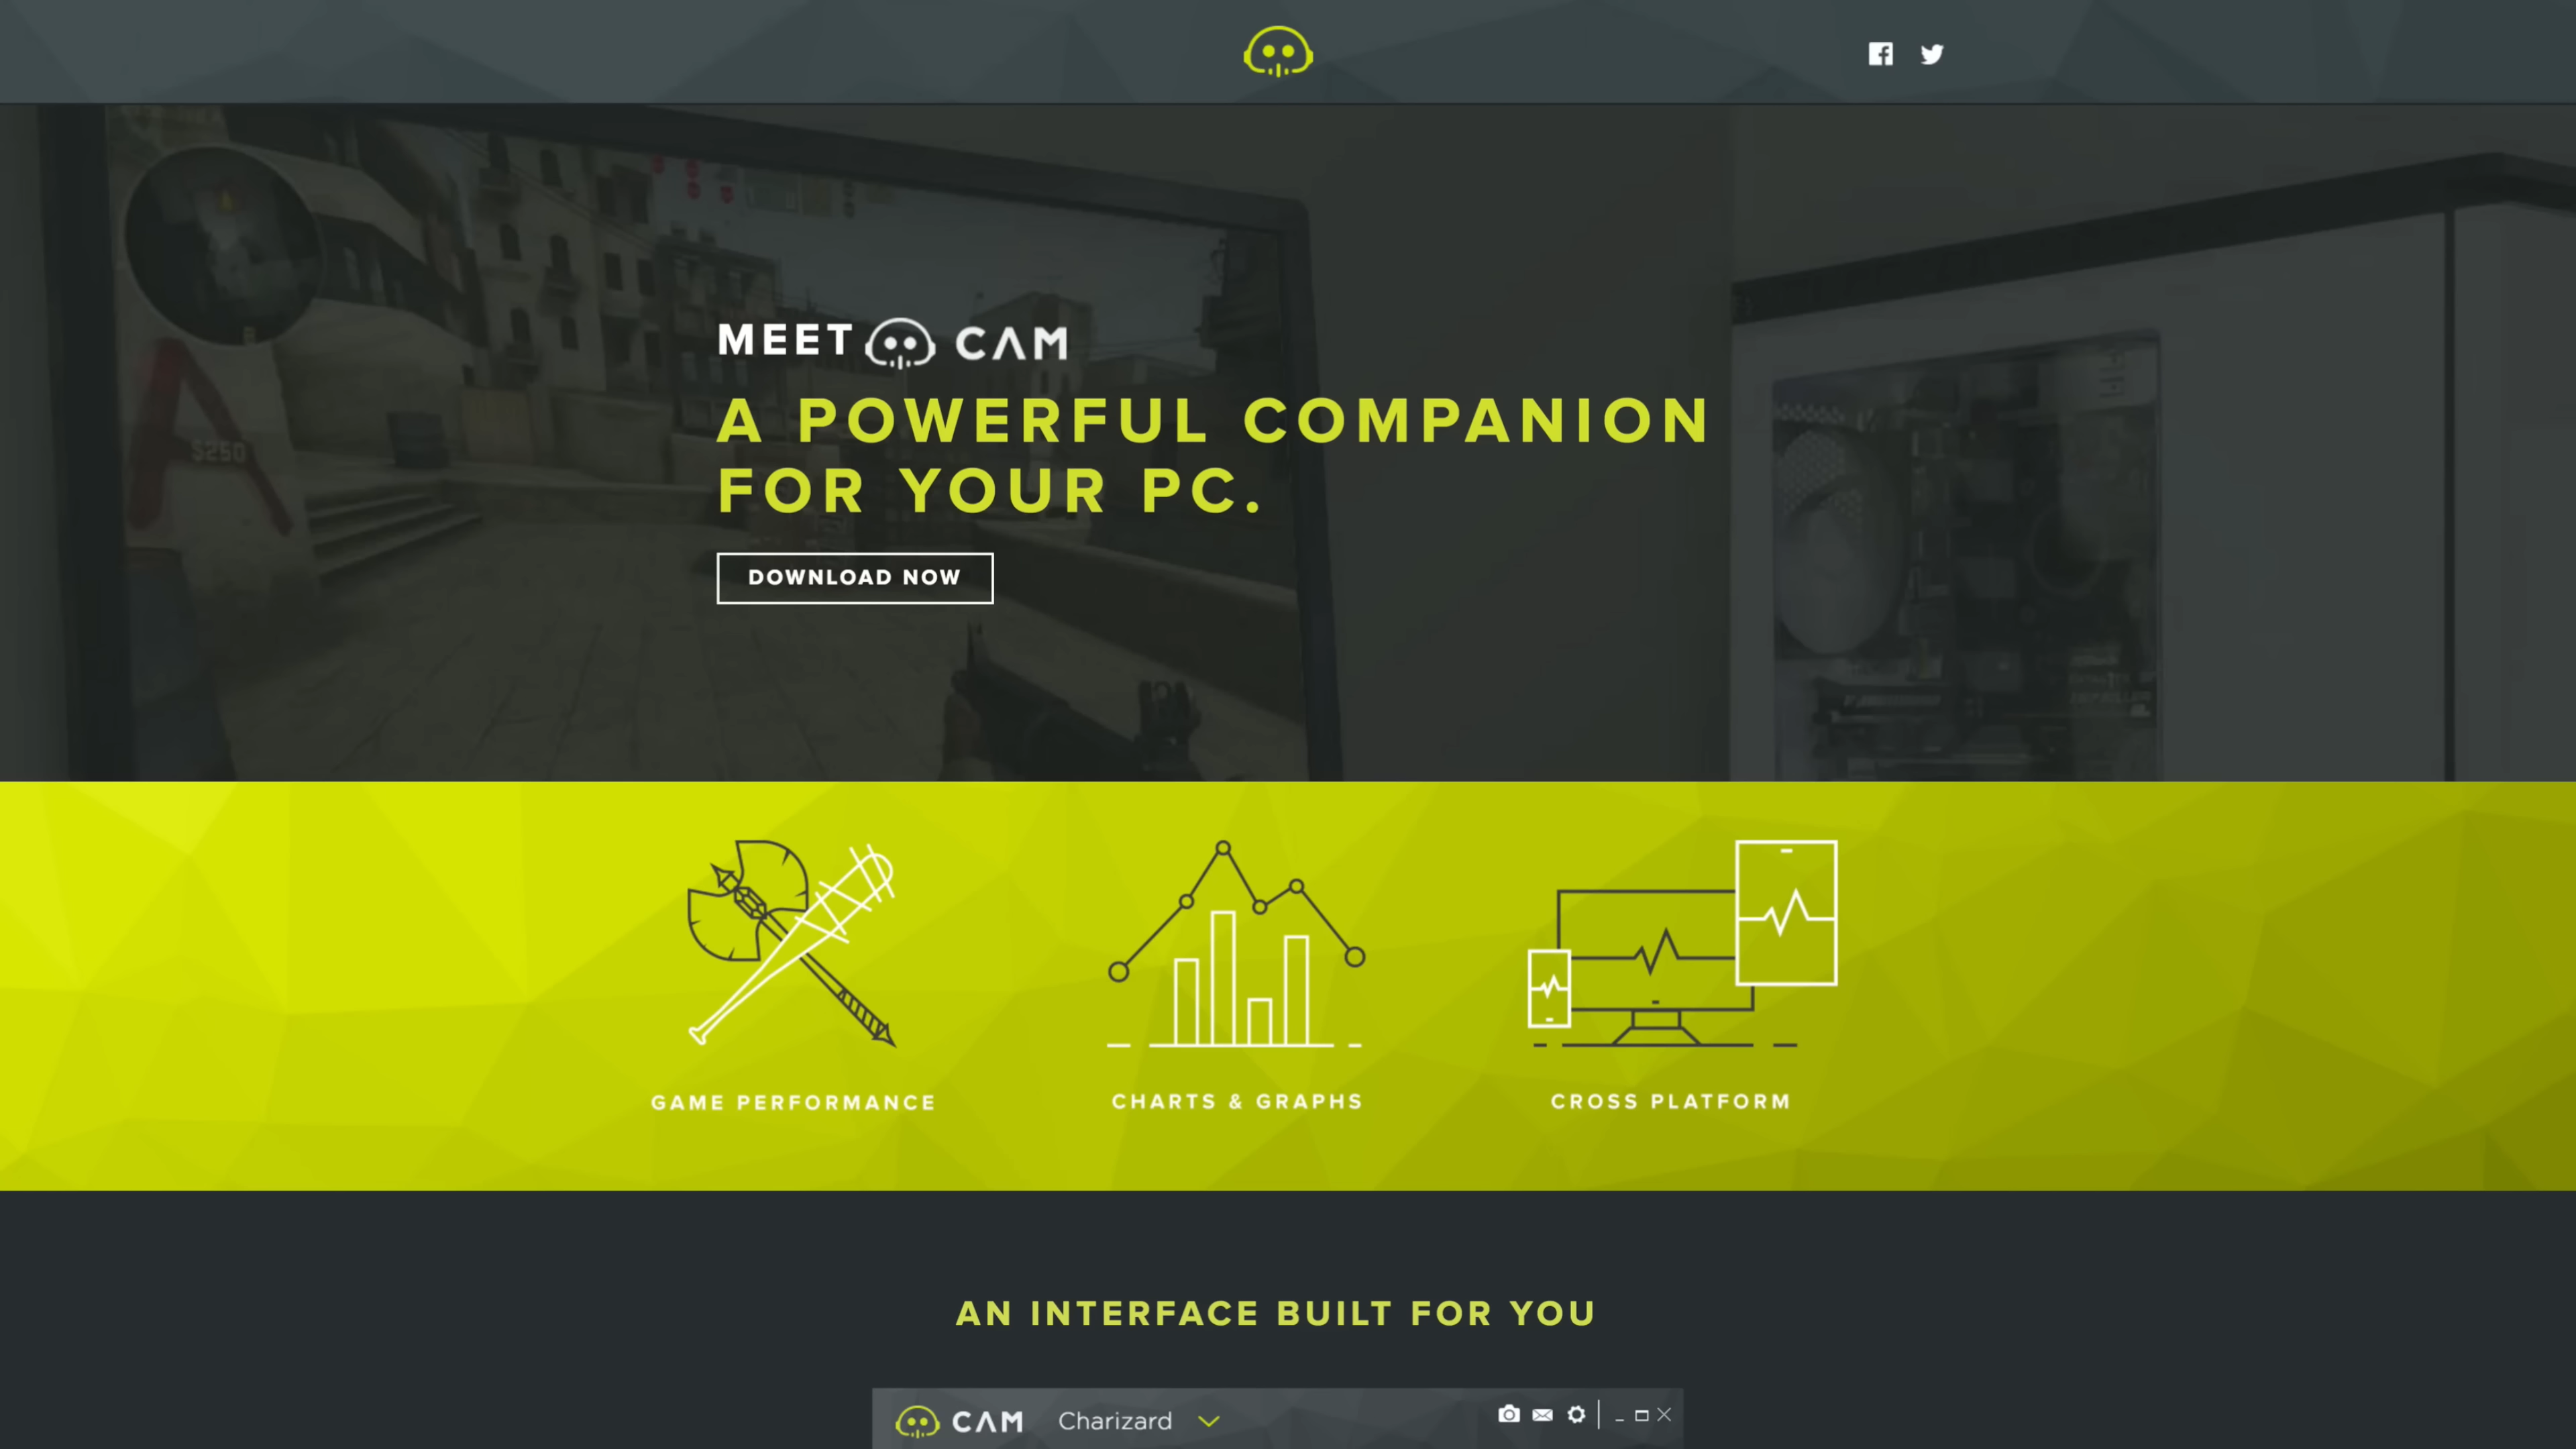 MEET CAM
A POWERFUL COMPANION
FOR YOUR PC.
DOWNLOAD NOW
5250
GAME PERFORMANCE
CHARTS & GRAPHS
CROSS PLATFORM
AN INTERFACE BUILT FOR YOU
CAM Charizard